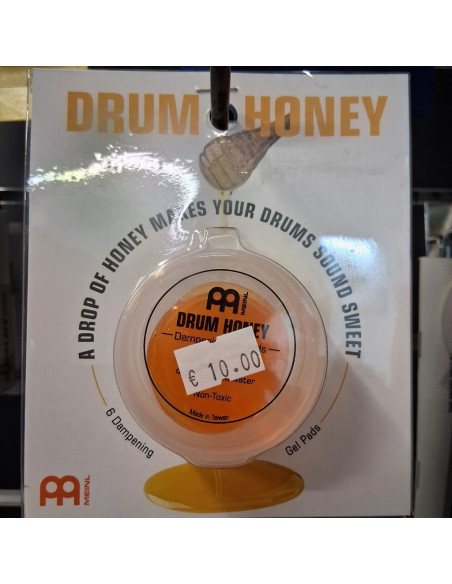 DRUM HONEY
A DROP OF HONEY MAKES YOUR DRUMS SOUND SWEET
MEINL
DRUM HONEY
€ 10.00
Non-Toxic
Made in Taiwan
6 Dampening
Gel Pads
MEINL